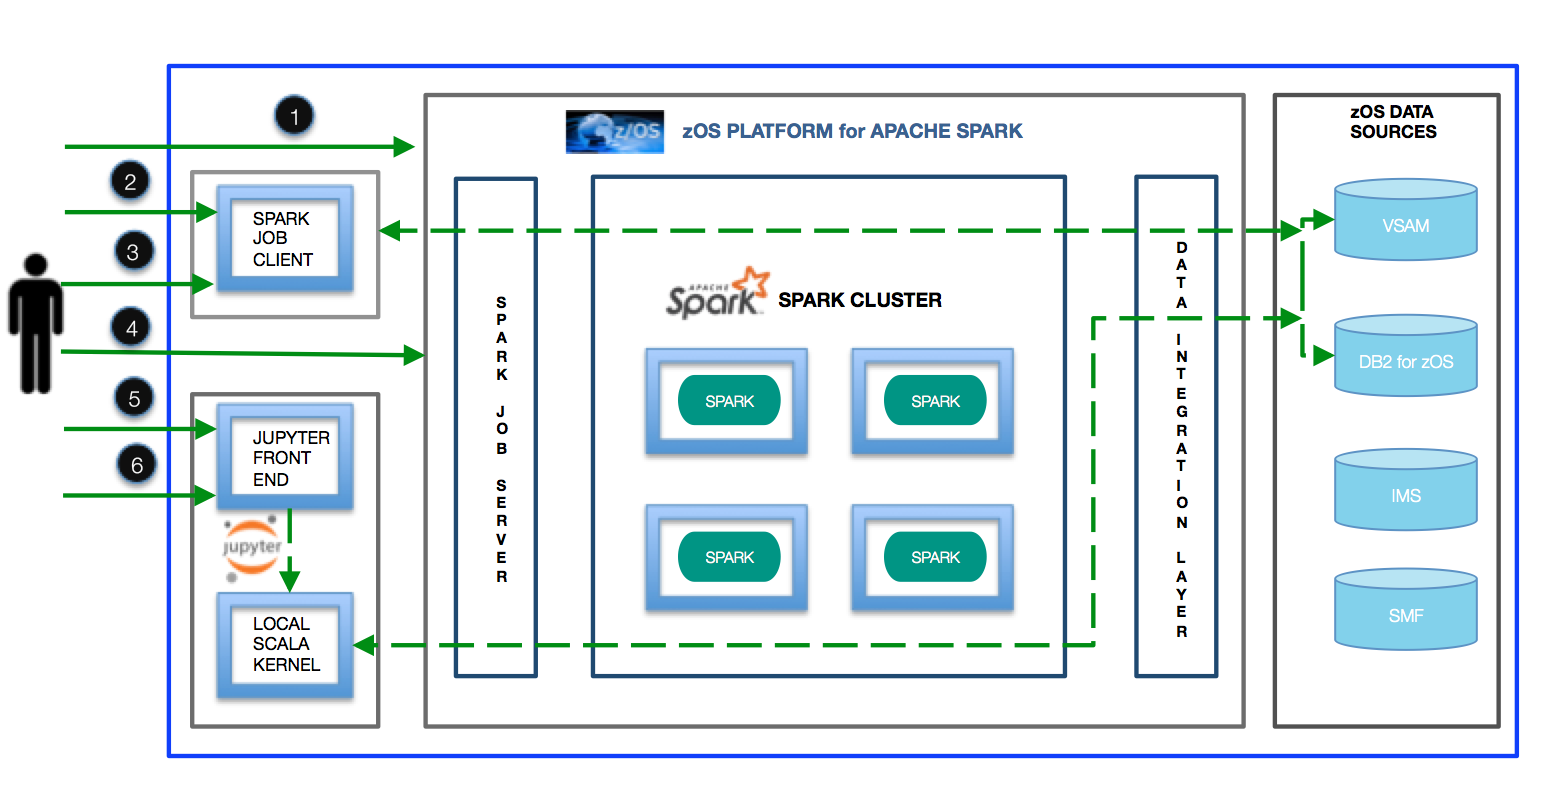 1
z/OS
zOS PLATFORM for APACHE SPARK
zOS DATA
SOURCES
2
SPARK
JOB
CLIENT
3
4
5
JUPYTER
FRONT
END
6
jupyter
LOCAL
SCALA
KERNEL
SPARK JOB SERVER
APACHE
Spark
SPARK CLUSTER
SPARK
SPARK
SPARK
SPARK
DATA INTEGRATION LAYER
VSAM
DB2 for zOS
IMS
SMF